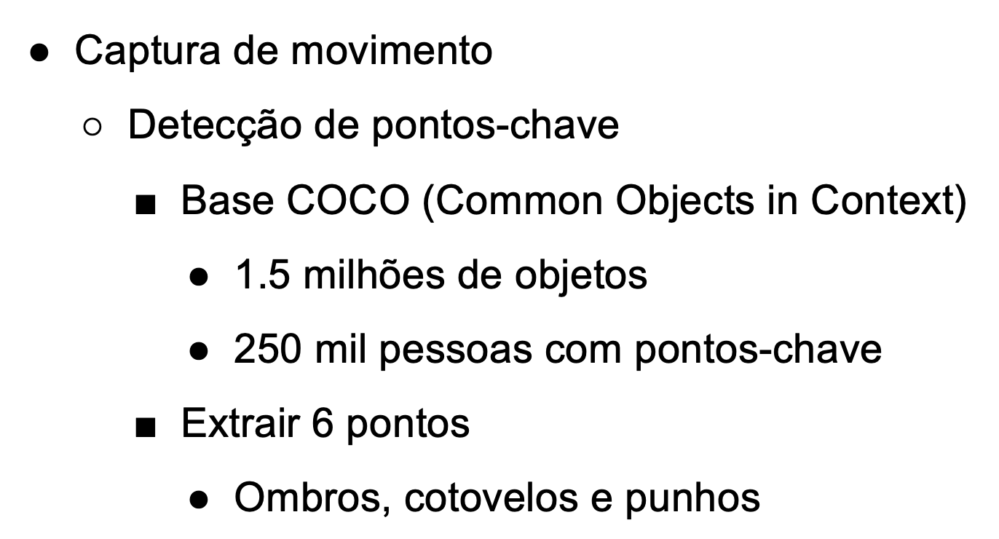 ● Captura de movimento
○ Detecção de pontos-chave
■ Base COCO (Common Objects in Context)
● 1.5 milhões de objetos
● 250 mil pessoas com pontos-chave
■ Extrair 6 pontos
● Ombros, cotovelos e punhos